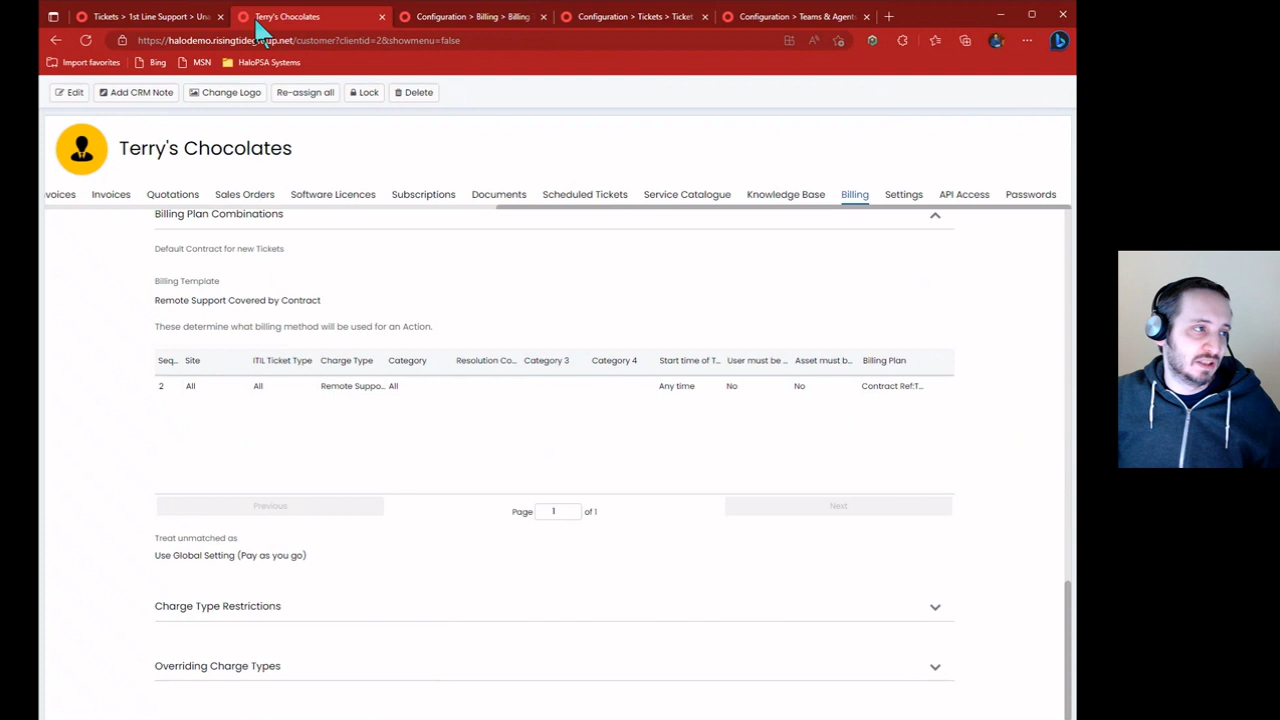 Tickets > 1st Line Support > Una
Terry's Chocolates
Configuration > Billing > Billing
Configuration > Tickets > Ticket
Configuration > Teams & Agents
https://halodemo.risingtidegroup.net/customer?clientid=2&showmenu=false
Import favorites
Bing
MSN
HaloPSA Systems
Edit
Add CRM Note
Change Logo
Re-assign all
Lock
Delete
Terry's Chocolates
voices
Invoices
Quotations
Sales Orders
Software Licences
Subscriptions
Documents
Scheduled Tickets
Service Catalogue
Knowledge Base
Billing
Settings
API Access
Passwords
Billing Plan Combinations
Default Contract for new Tickets
Billing Template
Remote Support Covered by Contract
These determine what billing method will be used for an Action.
Seq... Site ITIL Ticket Type Charge Type Category Resolution Co... Category 3 Category 4 Start time of T... User must be ... Asset must b... Billing Plan
2 All All Remote Suppo... All Any time No No Contract Ref:T...
Previous
Page 1 of 1
Next
Treat unmatched as
Use Global Setting (Pay as you go)
Charge Type Restrictions
Overriding Charge Types